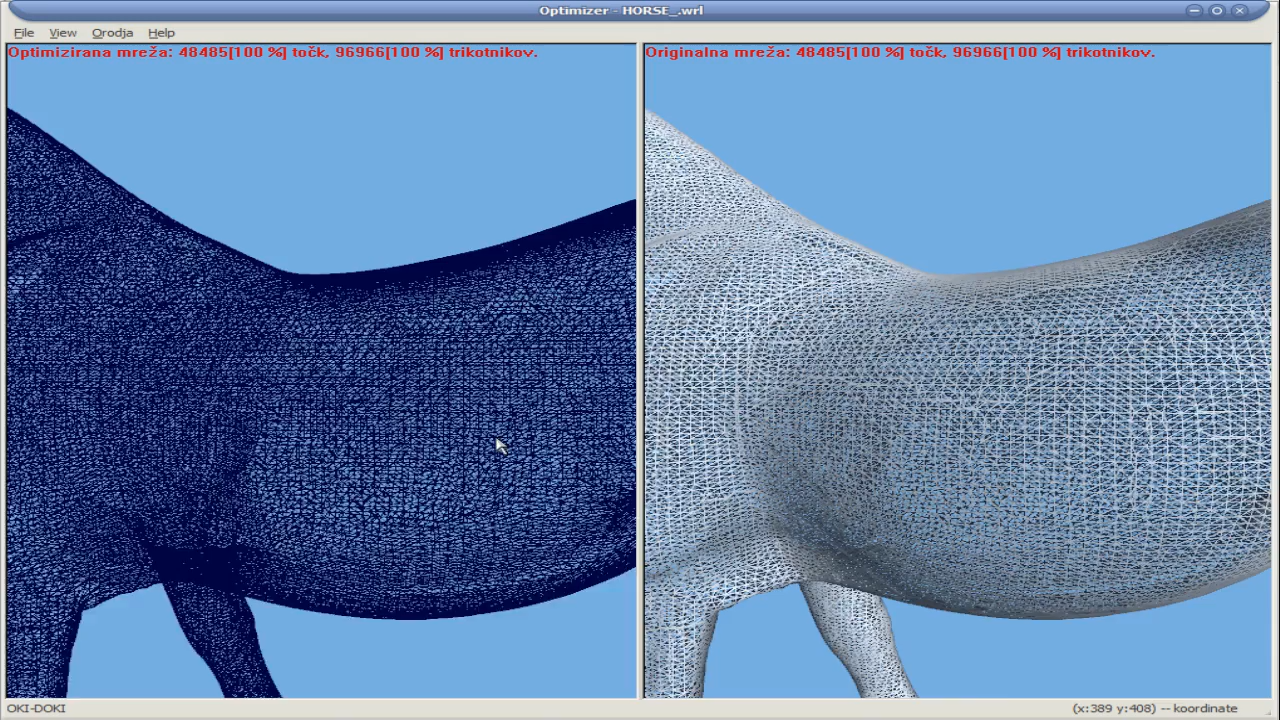 Optimizer - HORSE_.wrl
File View Orodja Help
Optimizirana mreža: 48485[100 %] točk, 96966[100 %] trikotnikov.
Originalna mreža: 48485[100 %] točk, 96966[100 %] trikotnikov.
OKI-DOKI
(x:389 y:408) -- koordinate